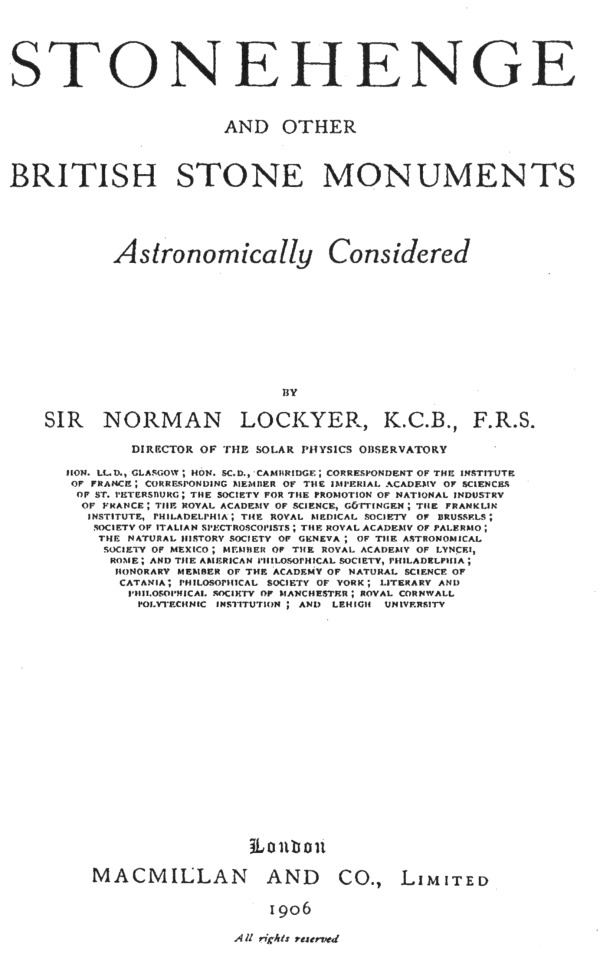 STONEHENGE
AND OTHER
BRITISH STONE MONUMENTS
Astronomically Considered
BY
SIR NORMAN LOCKYER, K.C.B., F.R.S.
DIRECTOR OF THE SOLAR PHYSICS OBSERVATORY
HON. LL.D., GLASGOW; HON. SC.D., CAMBRIDGE; CORRESPONDENT OF THE INSTITUTE
OF FRANCE; CORRESPONDING MEMBER OF THE IMPERIAL ACADEMY OF SCIENCES
OF ST. PETERSBURG; THE SOCIETY FOR THE PROMOTION OF NATIONAL INDUSTRY
OF FRANCE; THE ROYAL ACADEMY OF SCIENCE, GÖTTINGEN; THE FRANKLIN
INSTITUTE, PHILADELPHIA; THE ROYAL MEDICAL SOCIETY OF BRUSSELS;
SOCIETY OF ITALIAN SPECTROSCOPISTS; THE ROYAL ACADEMY OF PALERMO;
THE NATURAL HISTORY SOCIETY OF GENEVA; OF THE ASTRONOMICAL
SOCIETY OF MEXICO; MEMBER OF THE ROYAL ACADEMY OF LYNCEI,
ROME; AND THE AMERICAN PHILOSOPHICAL SOCIETY, PHILADELPHIA;
HONORARY MEMBER OF THE ACADEMY OF NATURAL SCIENCE OF
CATANIA; PHILOSOPHICAL SOCIETY OF YORK; LITERARY AND
PHILOSOPHICAL SOCIETY OF MANCHESTER; ROYAL CORNWALL
POLYTECHNIC INSTITUTION; AND LEHIGH UNIVERSITY
London
MACMILLAN AND CO., LIMITED
1906
All rights reserved